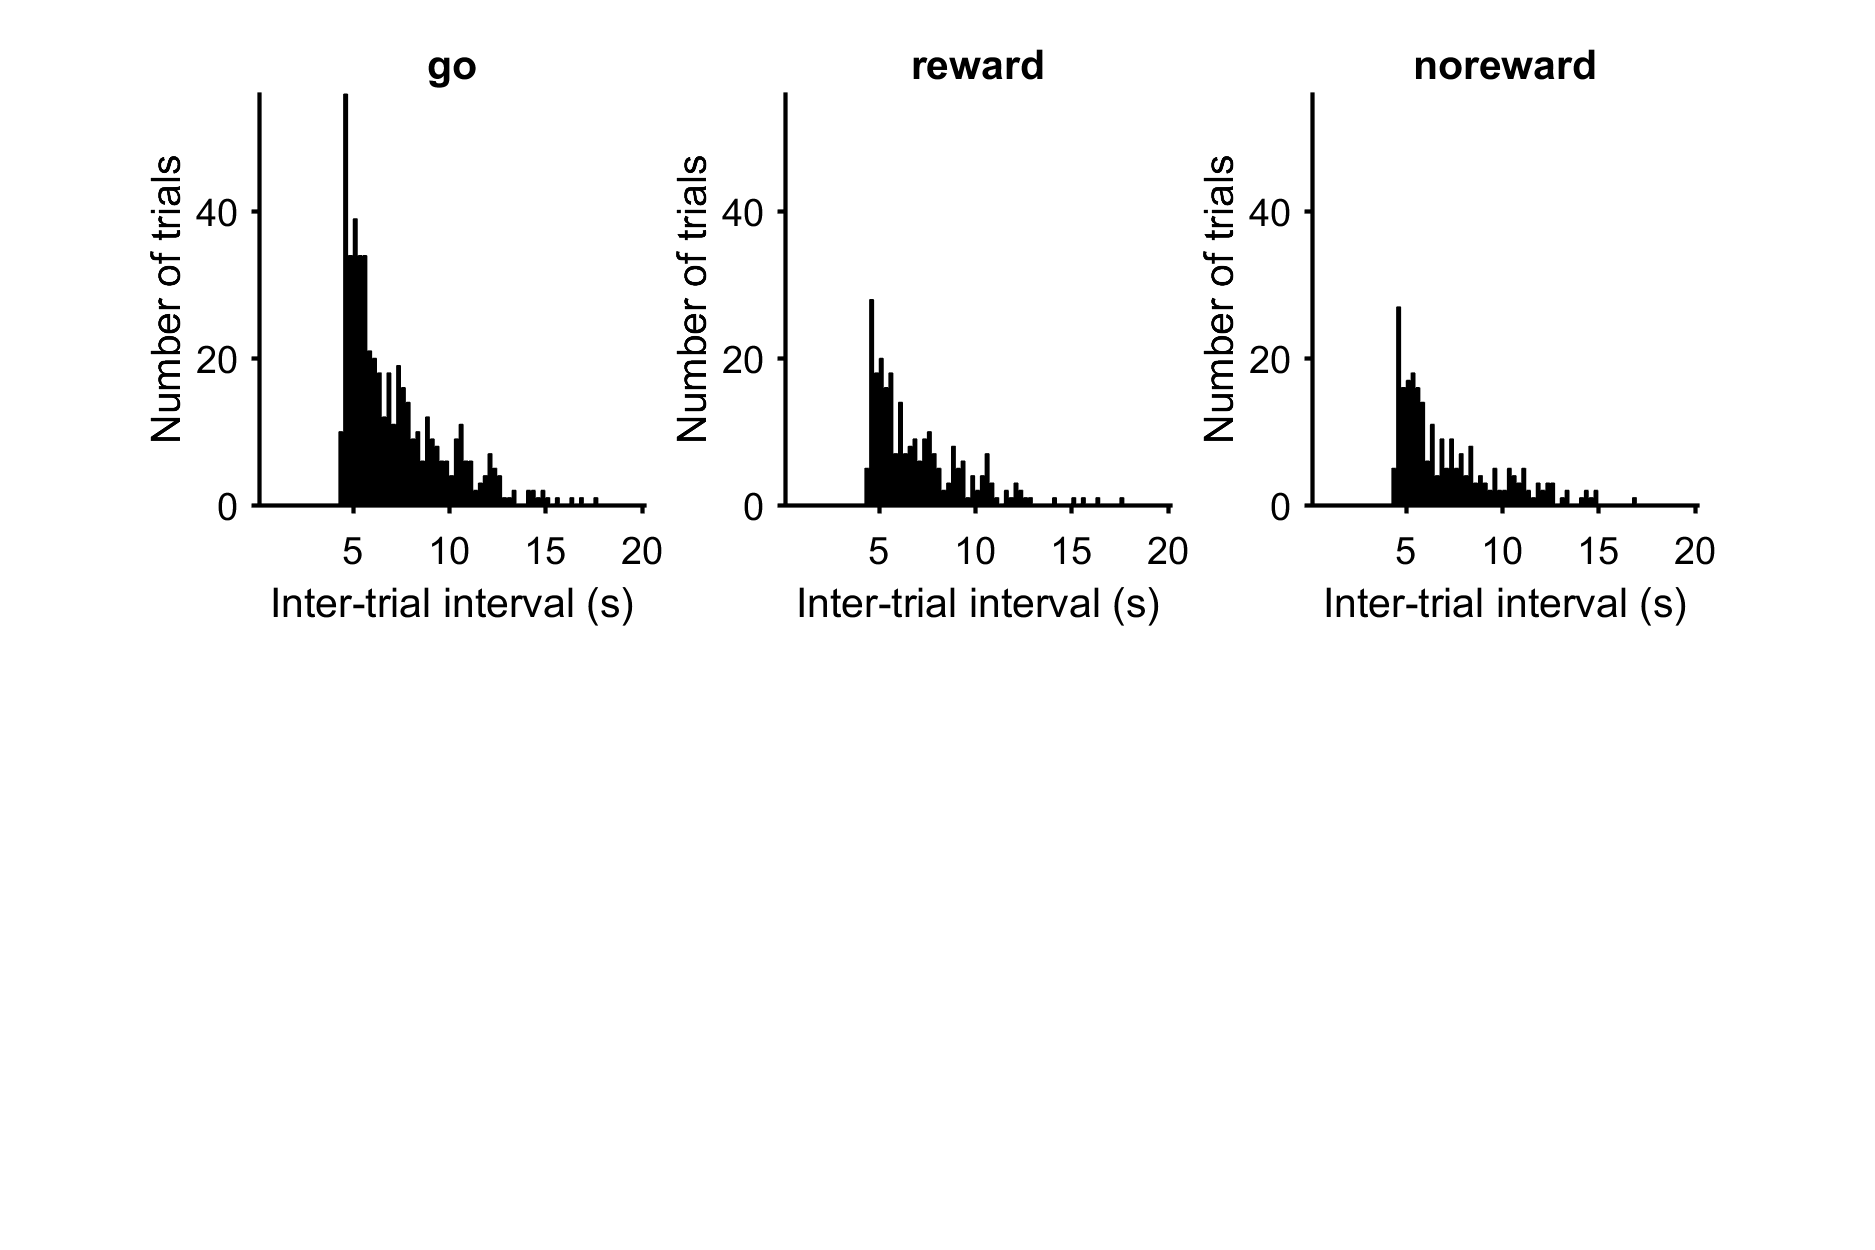 go
Number of trials
40
20
0
5 10 15 20
Inter-trial interval (s)
reward
Number of trials
40
20
0
5 10 15 20
Inter-trial interval (s)
noreward
Number of trials
40
20
0
5 10 15 20
Inter-trial interval (s)